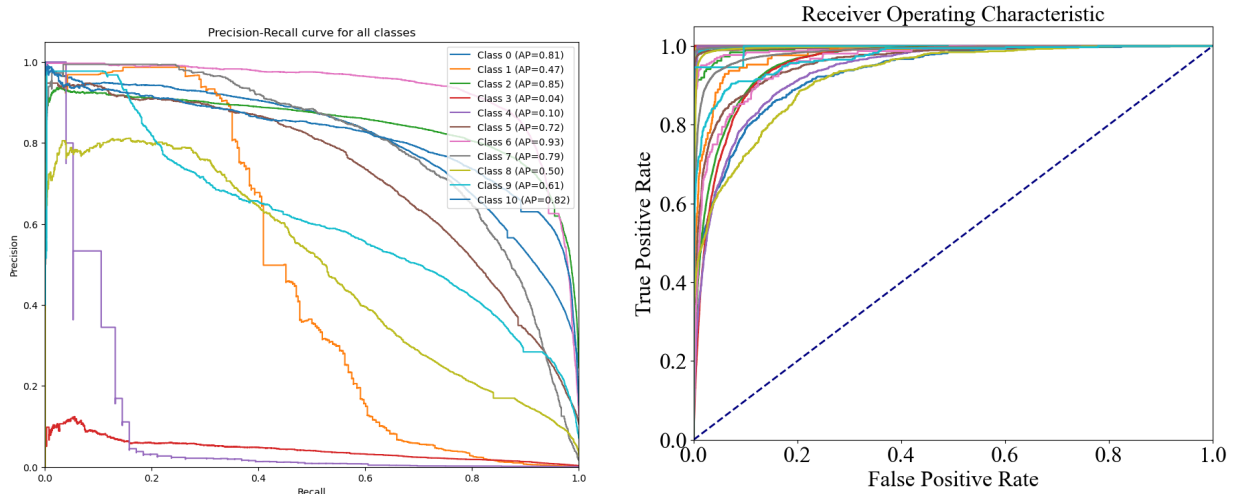 Precision-Recall curve for all classes
Class 0 (AP=0.81)
Class 1 (AP=0.47)
Class 2 (AP=0.85)
Class 3 (AP=0.04)
Class 4 (AP=0.10)
Class 5 (AP=0.72)
Class 6 (AP=0.93)
Class 7 (AP=0.79)
Class 8 (AP=0.50)
Class 9 (AP=0.61)
Class 10 (AP=0.82)
Precision
1.0
0.8
0.6
0.4
0.2
0.0
0.0 0.2 0.4 0.6 0.8 1.0
Recall
Receiver Operating Characteristic
True Positive Rate
1.0
0.8
0.6
0.4
0.2
0.0
0.0 0.2 0.4 0.6 0.8 1.0
False Positive Rate